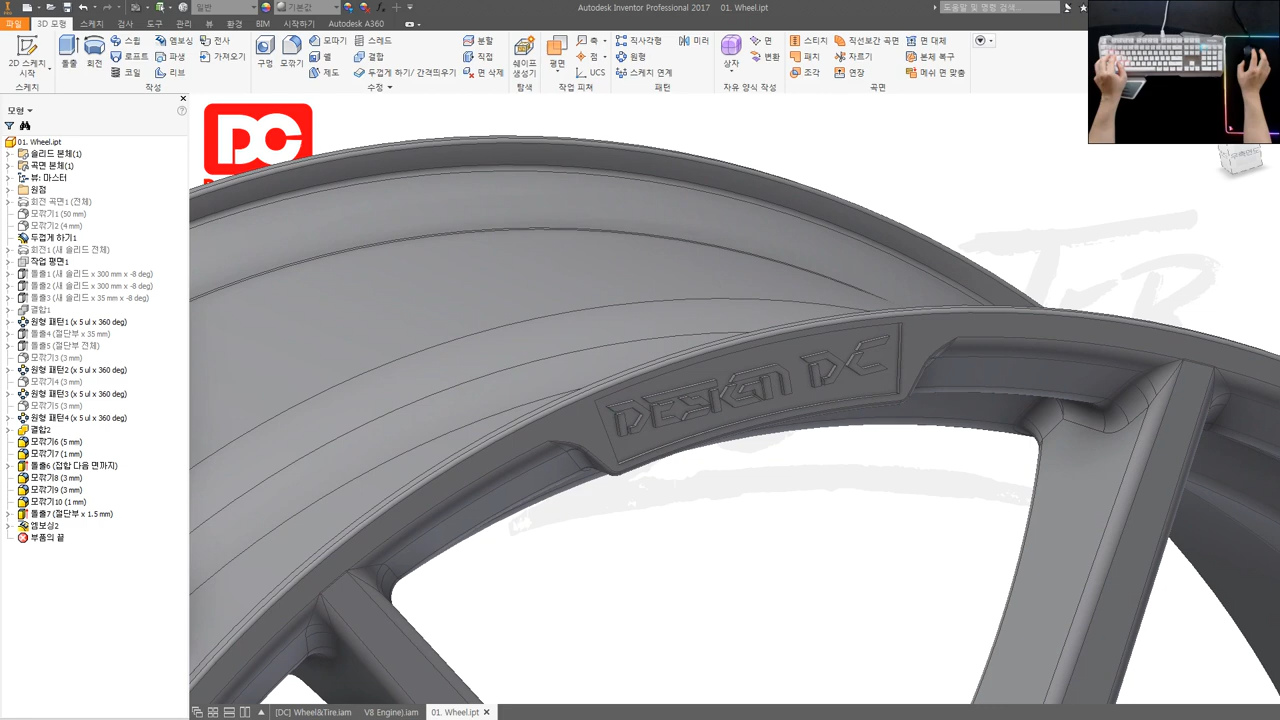 일반
기본값
Autodesk Inventor Professional 2017 01. Wheel.ipt
도움말 및 명령 검색...
파일 3D 모형 스케치 검사 도구 관리 뷰 환경 BIM 시작하기 Autodesk A360
2D 스케치 시작
돌출 회전
스윕 엠보싱 전사
로프트 파생 가져오기
코일 리브
구멍 모깎기
모따기 스레드 분할
쉘 결합 직접
제도 두껍게 하기/
쉐이프 생성기
평면
축
점
UCS
직사각형 미러
원형
스케치 연계
상자
면
변환
스티치 직선보간 곡면 면 대체
패치 자르기 본체 복구
조각 연장 메쉬 면 맞춤
스케치 작성 수정 탐색 작업 피쳐 패턴 자유 양식 작성 곡면
모형
01. Wheel.ipt
솔리드 본체(1)
곡면 본체(1)
뷰: 마스터
원점
회전 곡면1 (전체)
모깎기1 (50 mm)
모깎기2 (4 mm)
두껍게 하기1
회전1 (새 솔리드 전체)
작업 평면1
돌출1 (새 솔리드 x 300 mm x -8 deg)
돌출2 (새 솔리드 x 300 mm x -8 deg)
돌출3 (새 솔리드 x 35 mm x -8 deg)
결합1
원형 패턴1 (x 5 ul x 360 deg)
돌출4 (절단부 x 35 mm)
돌출5 (절단부 전체)
모깎기3 (3 mm)
원형 패턴2 (x 5 ul x 360 deg)
모깎기4 (3 mm)
원형 패턴3 (x 5 ul x 360 deg)
모깎기5 (3 mm)
원형 패턴4 (x 5 ul x 360 deg)
결합2
모깎기6 (5 mm)
모깎기7 (1 mm)
돌출6 (접합 다음 면까지)
모깎기8 (3 mm)
모깎기9 (3 mm)
모깎기10 (1 mm)
돌출7 (절단부 x 1.5 mm)
엠보싱2
부품의 끝
DC
DESIGN DC
[DC] Wheel&Tire.iam V8 Engine).iam 01. Wheel.ipt